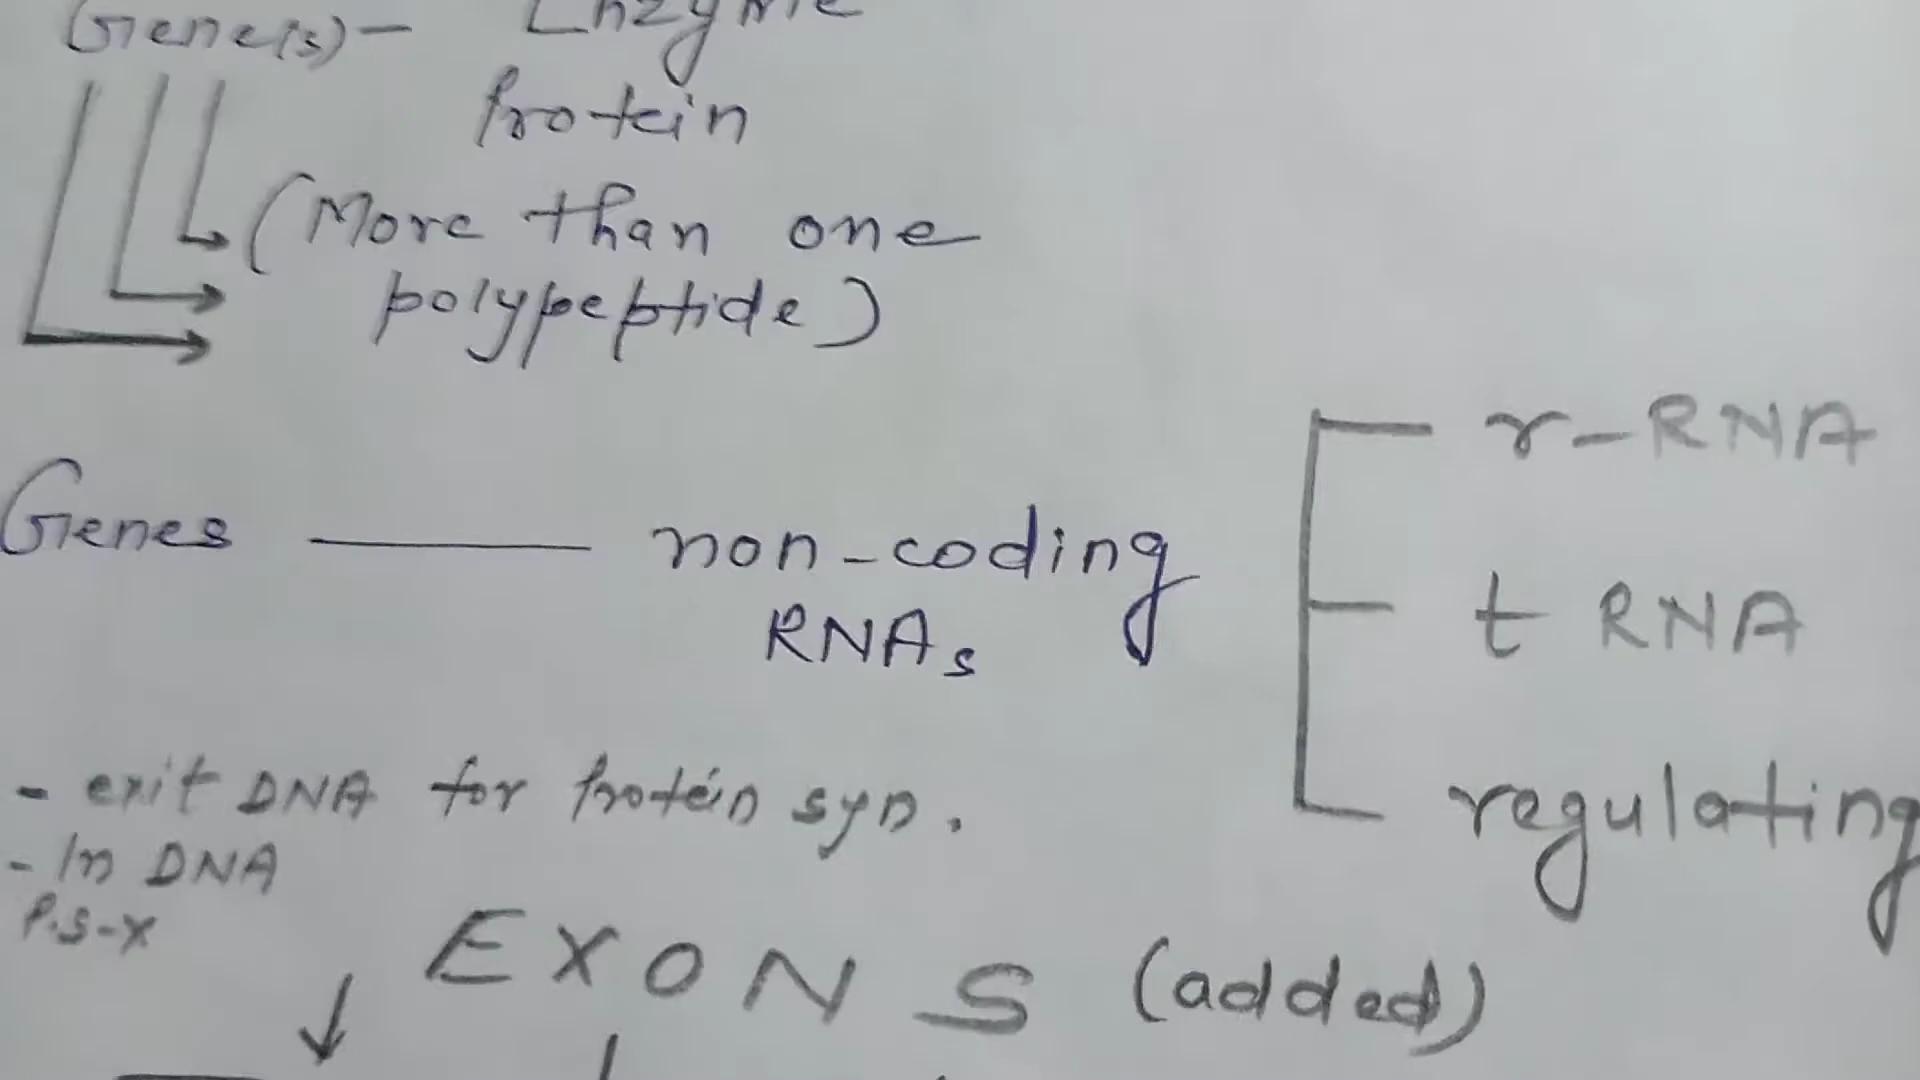 Gene(s) - Enzyme
Protein
(More than one
polypeptide)
Genes — non-coding
RNAs
r-RNA
t RNA
regulating
- exit DNA for protein syn.
- In DNA
P.S-X
EXONS (added)